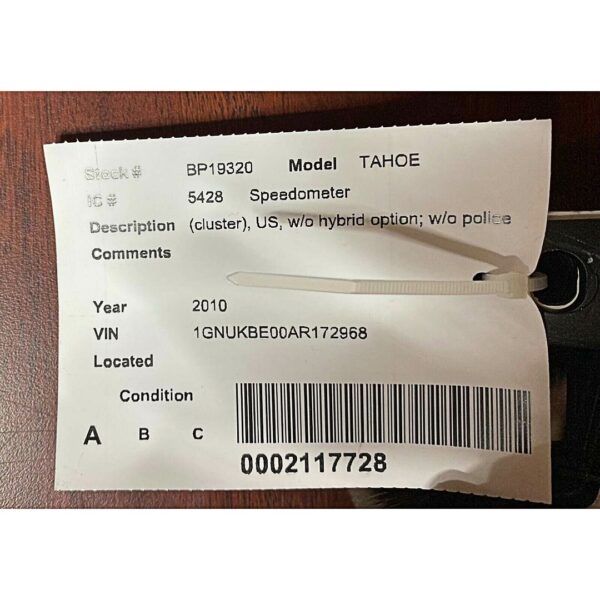 Stock # BP19320 Model TAHOE
IC # 5428 Speedometer
Description (cluster), US, w/o hybrid option; w/o police
Comments
Year 2010
VIN 1GNUKBE00AR172968
Located
Condition
A B C
0002117728